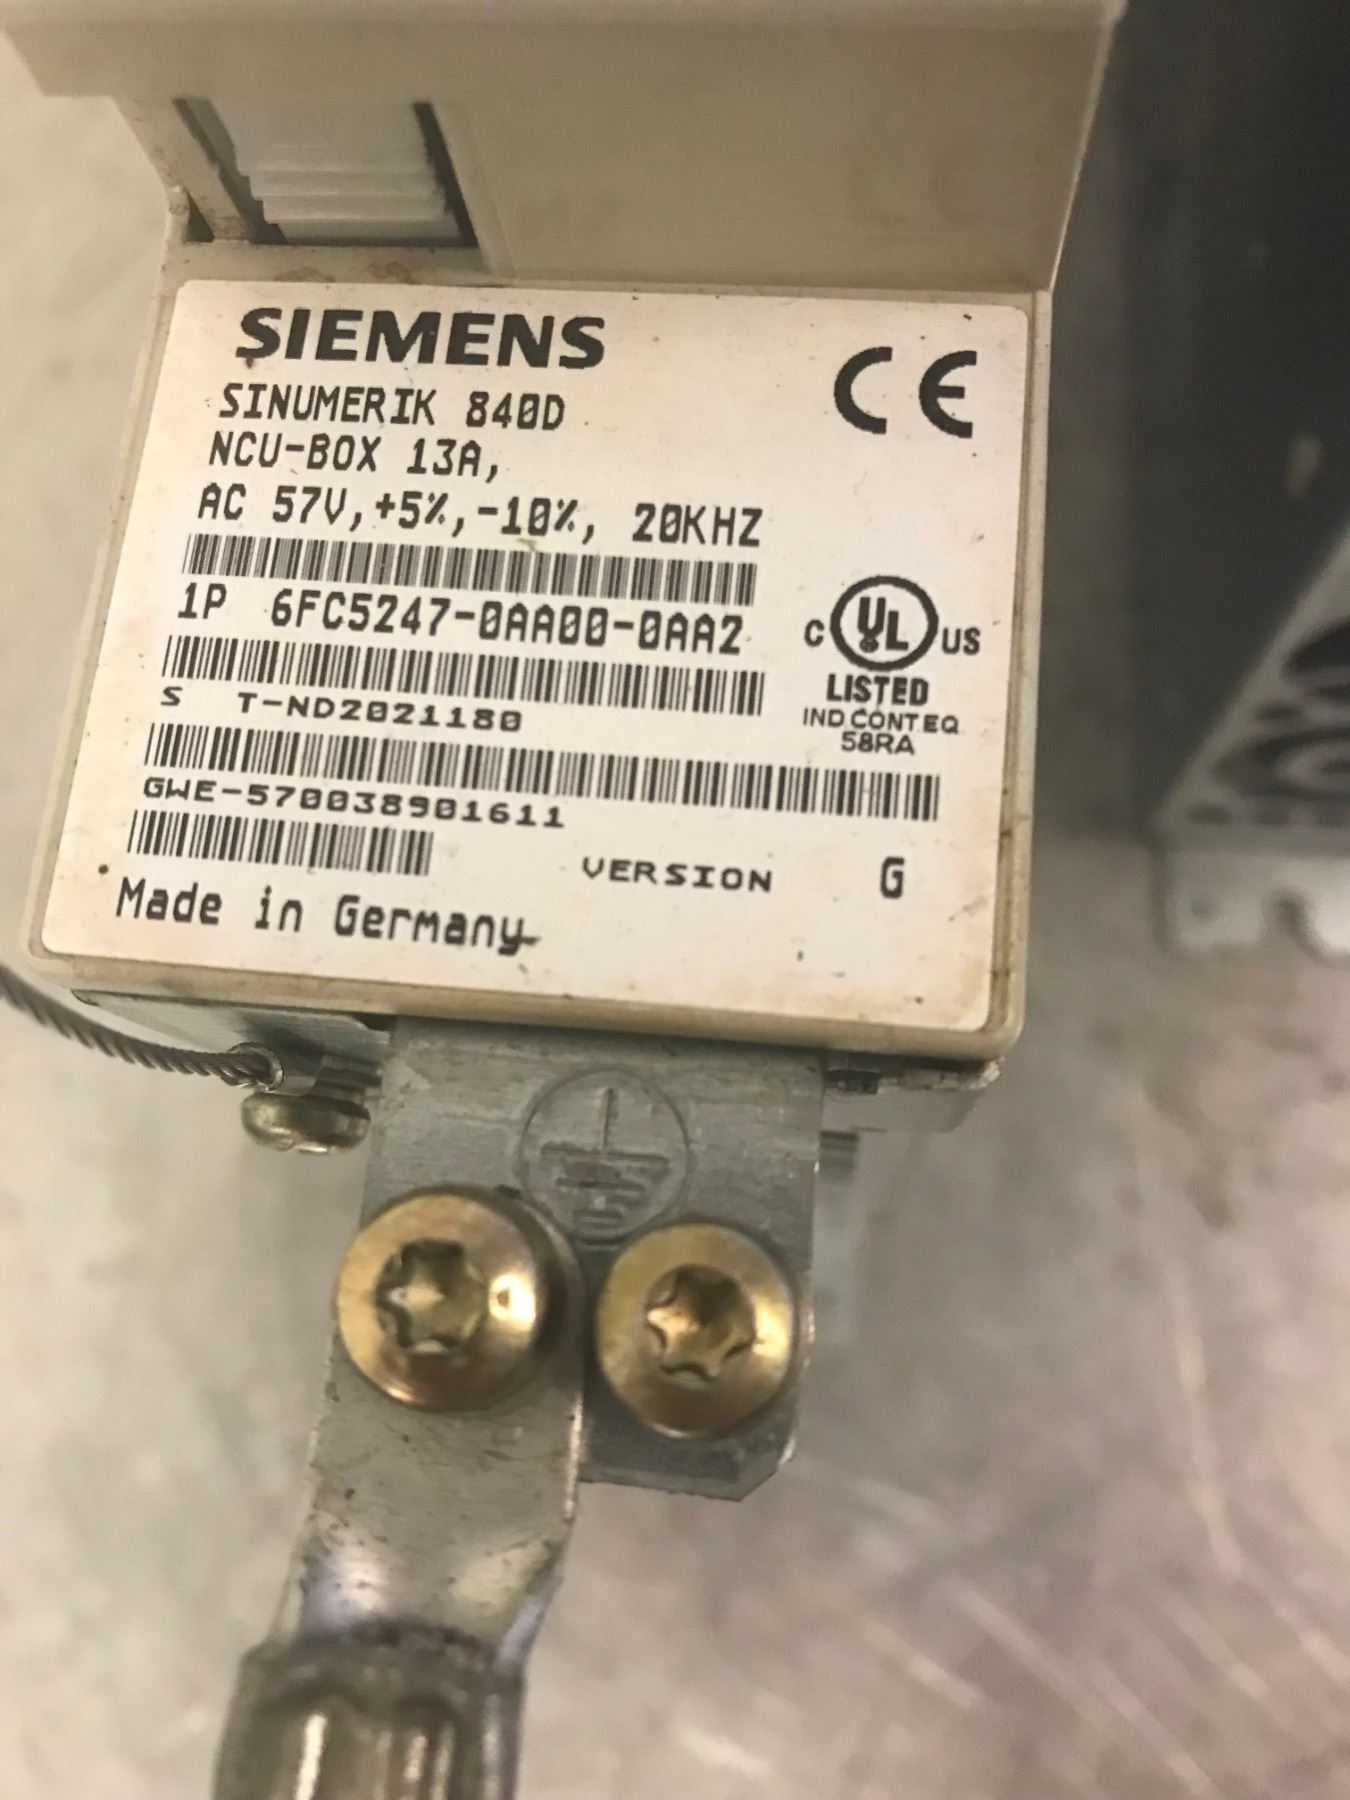 SIEMENS
CE
SINUMERIK 840D
NCU-BOX 13A,
AC 57V,+5%,-10%, 20KHZ
1P 6FC5247-0AA00-0AA2
C UL US
LISTED
IND CONT EQ
58RA
S T-ND2021180
GWE-570038901611
VERSION G
Made in Germany